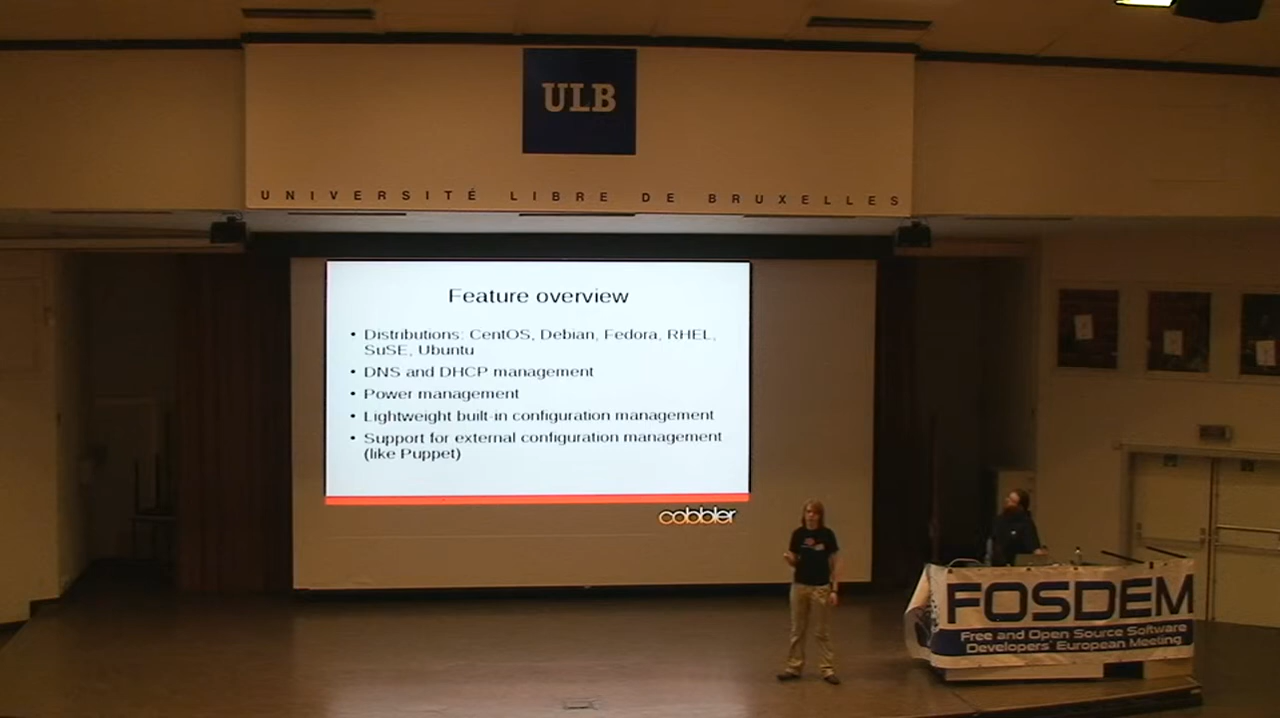 ULB
UNIVERSITÉ LIBRE DE BRUXELLES
Feature overview
• Distributions: CentOS, Debian, Fedora, RHEL,
SuSE, Ubuntu
• DNS and DHCP management
• Power management
• Lightweight built-in configuration management
• Support for external configuration management
(like Puppet)
cobbler
FOSDEM
Free and Open Source Software
Developers' European Meeting